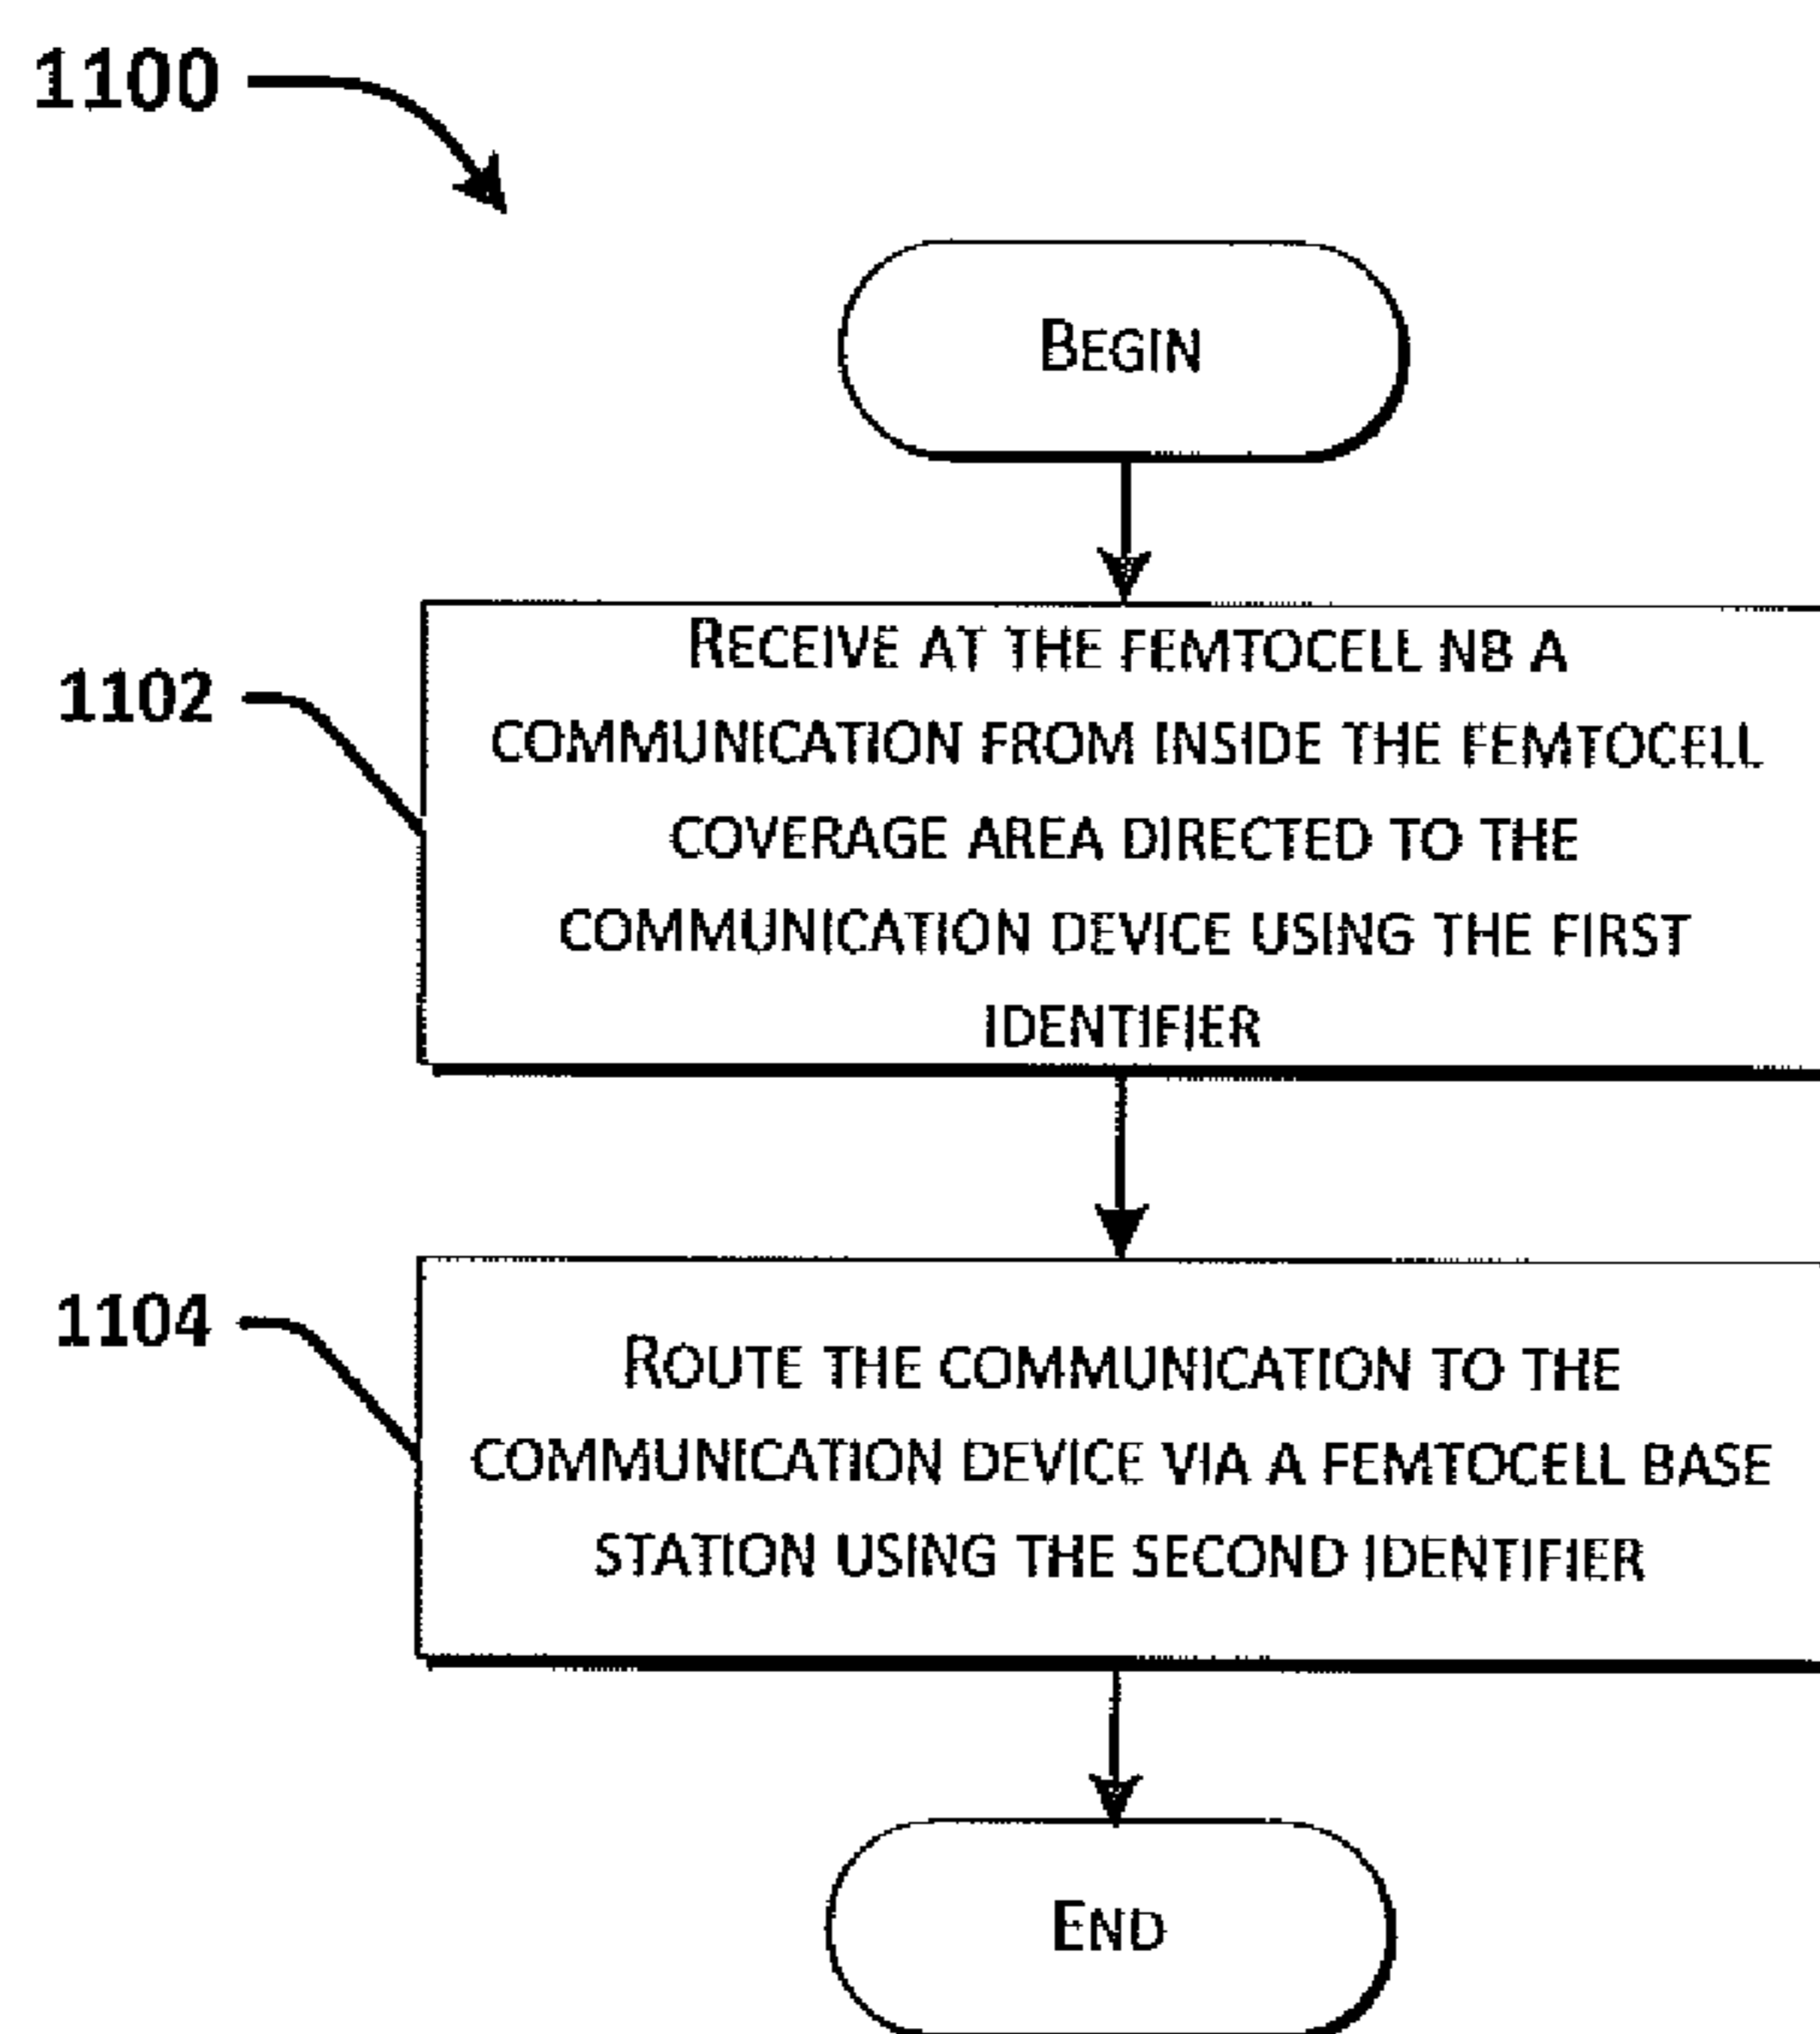 1100
BEGIN
1102
RECEIVE AT THE FEMTOCELL NB A
COMMUNICATION FROM INSIDE THE FEMTOCELL
COVERAGE AREA DIRECTED TO THE
COMMUNICATION DEVICE USING THE FIRST
IDENTIFIER
1104
ROUTE THE COMMUNICATION TO THE
COMMUNICATION DEVICE VIA A FEMTOCELL BASE
STATION USING THE SECOND IDENTIFIER
END